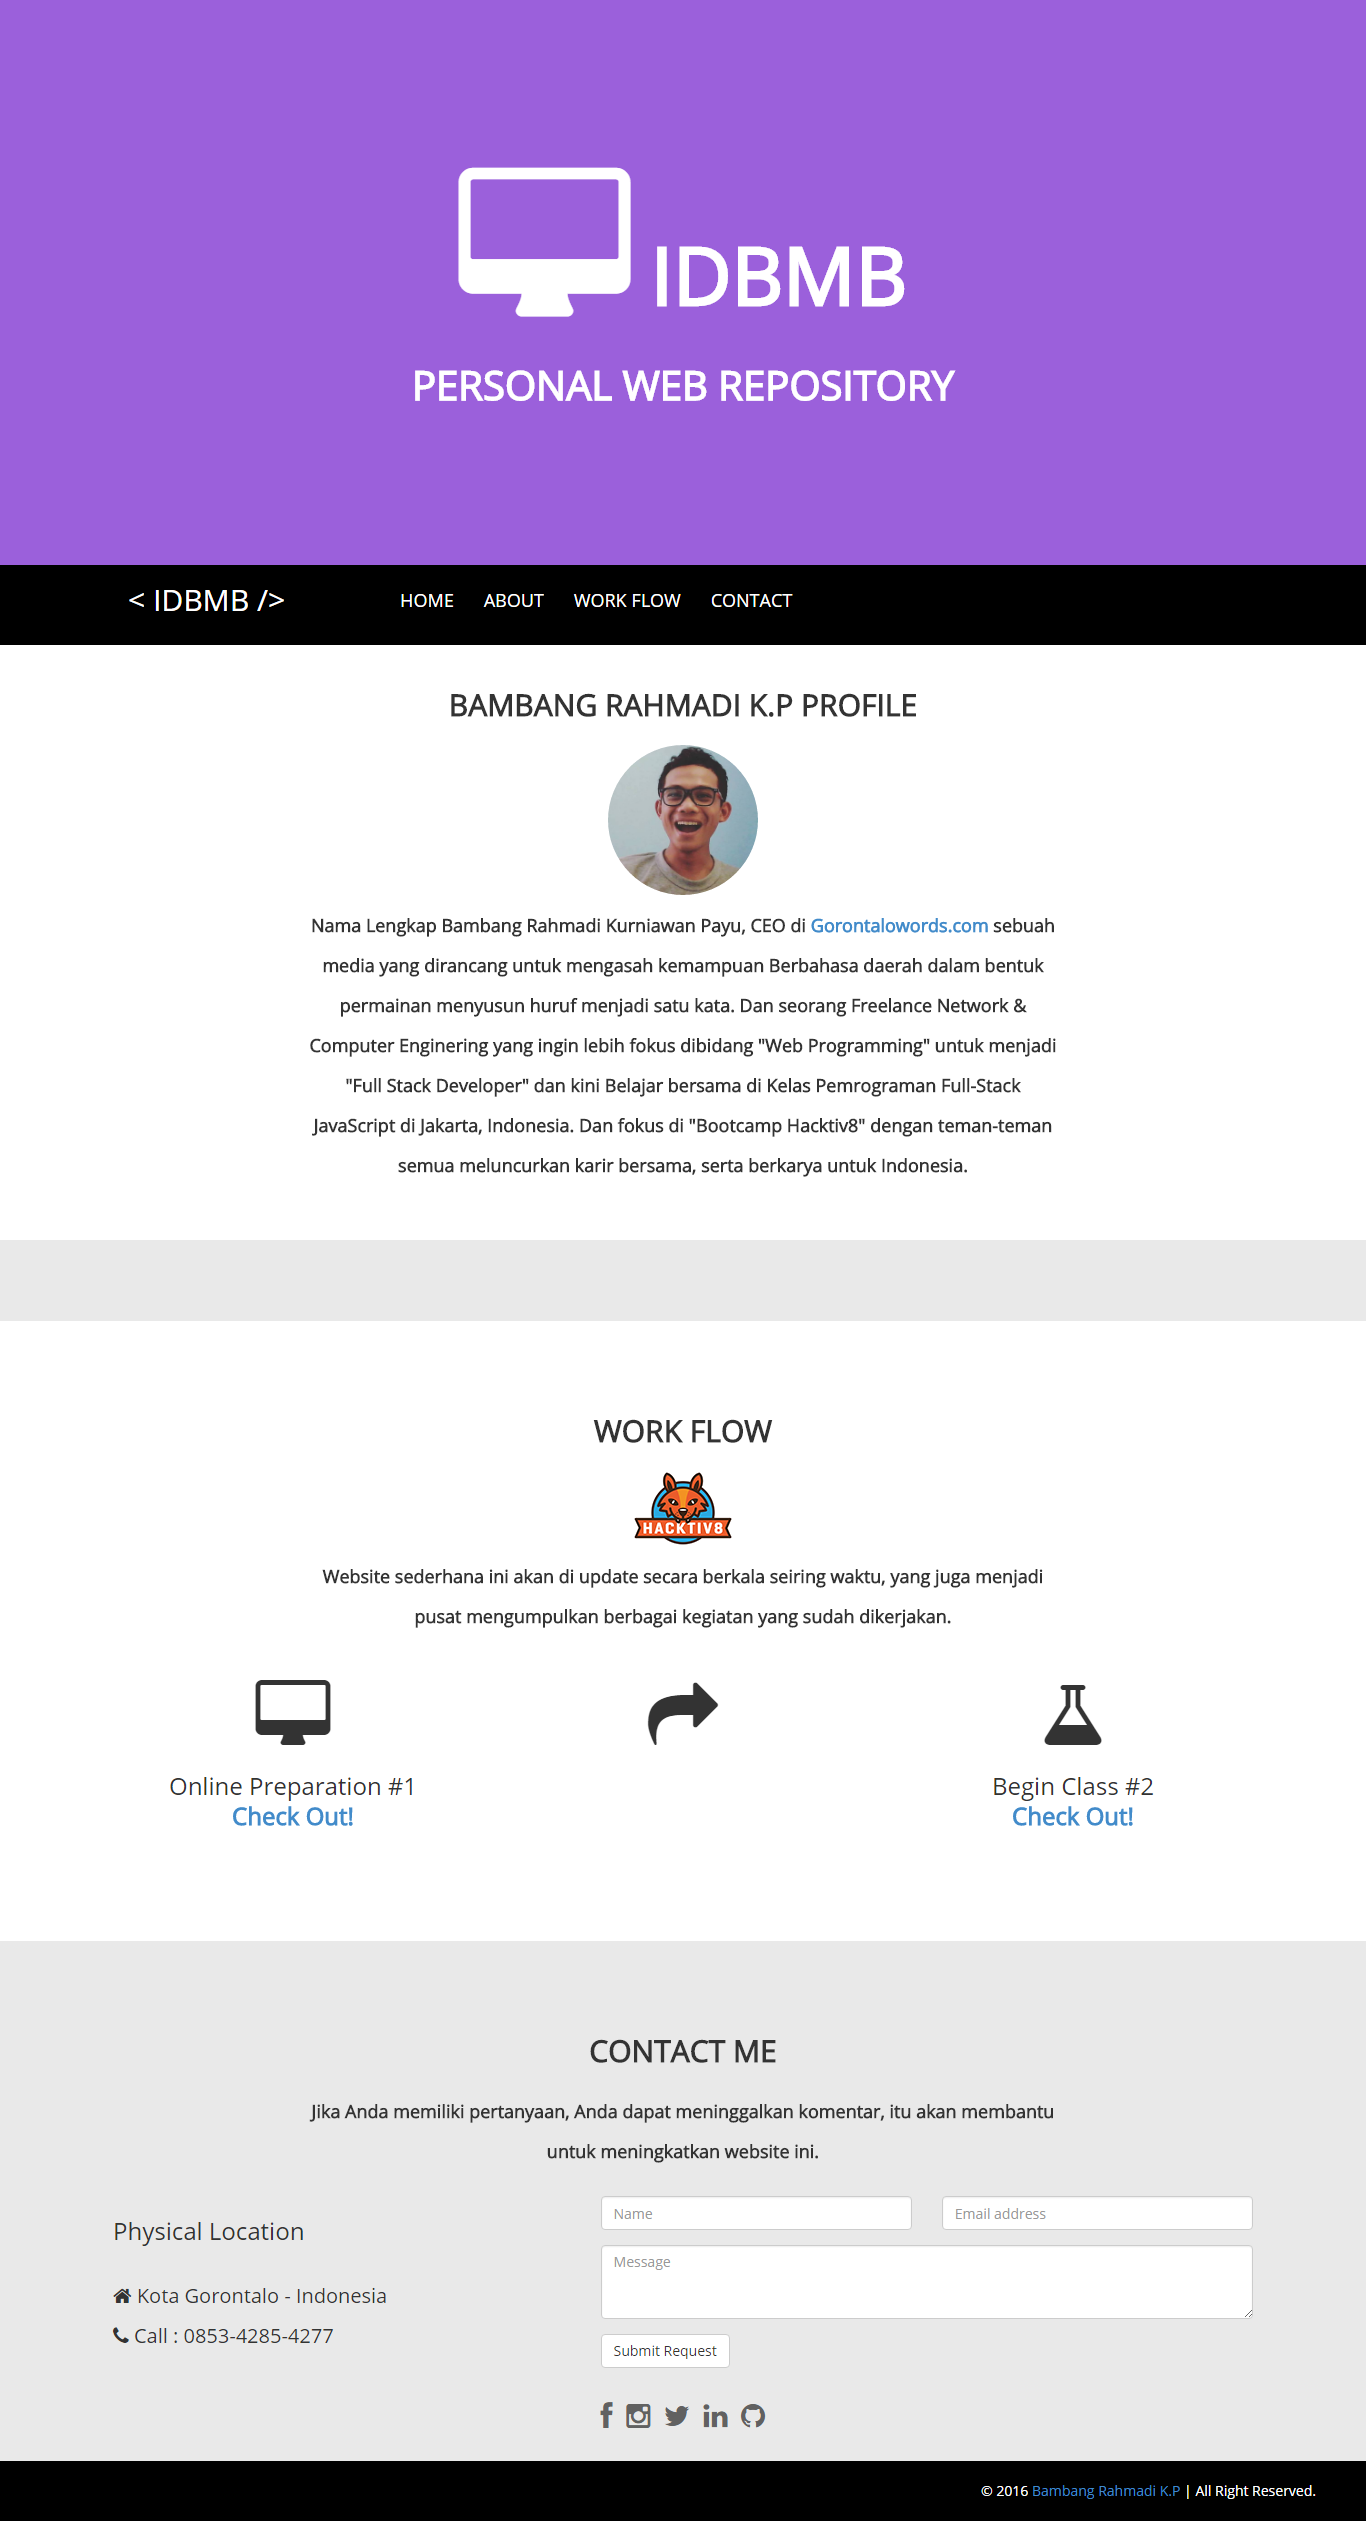 IDBMB
PERSONAL WEB REPOSITORY
< IDBMB />
HOME ABOUT WORK FLOW CONTACT
BAMBANG RAHMADI K.P PROFILE
Nama Lengkap Bambang Rahmadi Kurniawan Payu, CEO di Gorontalowords.com sebuah
media yang dirancang untuk mengasah kemampuan Berbahasa daerah dalam bentuk
permainan menyusun huruf menjadi satu kata. Dan seorang Freelance Network &
Computer Enginering yang ingin lebih fokus dibidang "Web Programming" untuk menjadi
"Full Stack Developer" dan kini Belajar bersama di Kelas Pemrograman Full-Stack
JavaScript di Jakarta, Indonesia. Dan fokus di "Bootcamp Hacktiv8" dengan teman-teman
semua meluncurkan karir bersama, serta berkarya untuk Indonesia.
WORK FLOW
HACKTIV8
Website sederhana ini akan di update secara berkala seiring waktu, yang juga menjadi
pusat mengumpulkan berbagai kegiatan yang sudah dikerjakan.
Online Preparation #1
Check Out!
Begin Class #2
Check Out!
CONTACT ME
Jika Anda memiliki pertanyaan, Anda dapat meninggalkan komentar, itu akan membantu
untuk meningkatkan website ini.
Physical Location
Kota Gorontalo - Indonesia
Call : 0853-4285-4277
Name
Email address
Message
Submit Request
© 2016 Bambang Rahmadi K.P | All Right Reserved.